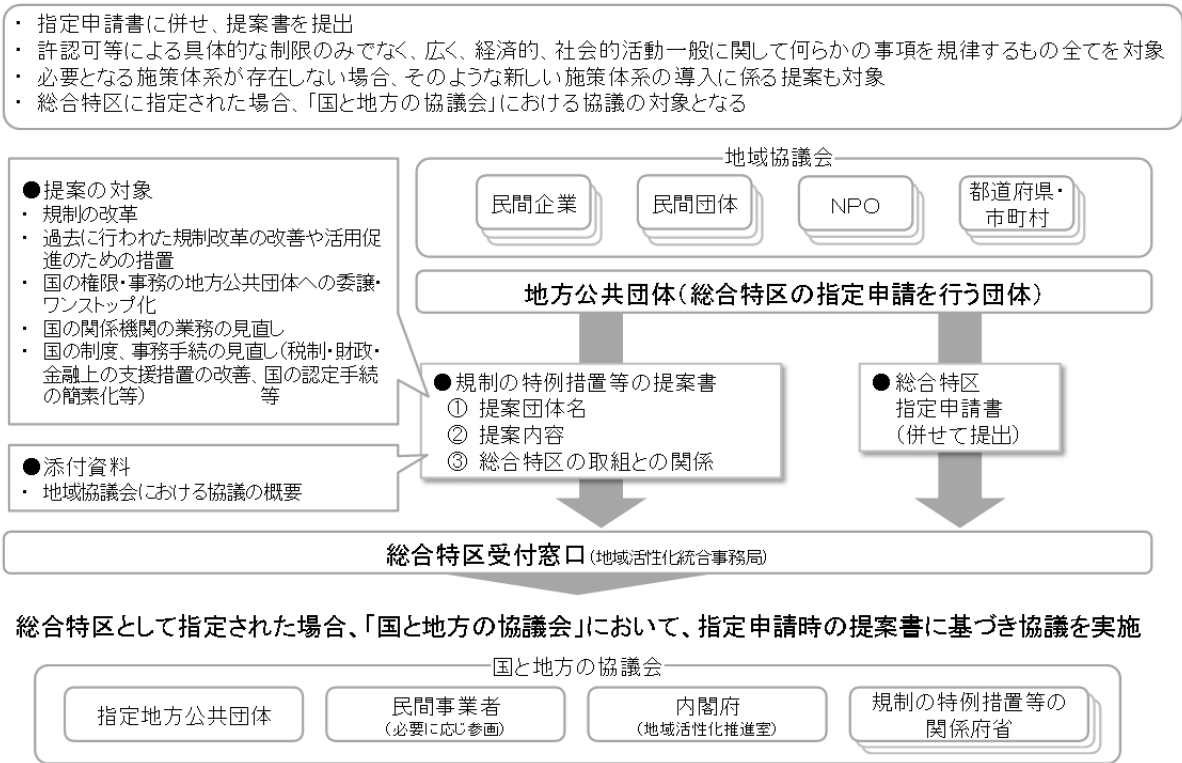 ・ 指定申請書に併せ、提案書を提出
・ 許認可等による具体的な制限のみでなく、広く、経済的、社会的活動一般に関して何らかの事項を規律するもの全てを対象
・ 必要となる施策体系が存在しない場合、そのような新しい施策体系の導入に係る提案も対象
・ 総合特区に指定された場合、「国と地方の協議会」における協議の対象となる
●提案の対象
・ 規制の改革
・ 過去に行われた規制改革の改善や活用促
進のための措置
・ 国の権限・事務の地方公共団体への委譲・
ワンストップ化
・ 国の関係機関の業務の見直し
・ 国の制度、事務手続の見直し(税制・財政・
金融上の支援措置の改善、国の認定手続
の簡素化等) 等
●添付資料
・ 地域協議会における協議の概要
地域協議会
民間企業
民間団体
NPO
都道府県・
市町村
地方公共団体(総合特区の指定申請を行う団体)
●規制の特例措置等の提案書
① 提案団体名
② 提案内容
③ 総合特区の取組との関係
●総合特区
指定申請書
(併せて提出)
総合特区受付窓口(地域活性化統合事務局)
総合特区として指定された場合、「国と地方の協議会」において、指定申請時の提案書に基づき協議を実施
国と地方の協議会
指定地方公共団体
民間事業者
(必要に応じ参画)
内閣府
(地域活性化推進室)
規制の特例措置等の
関係府省